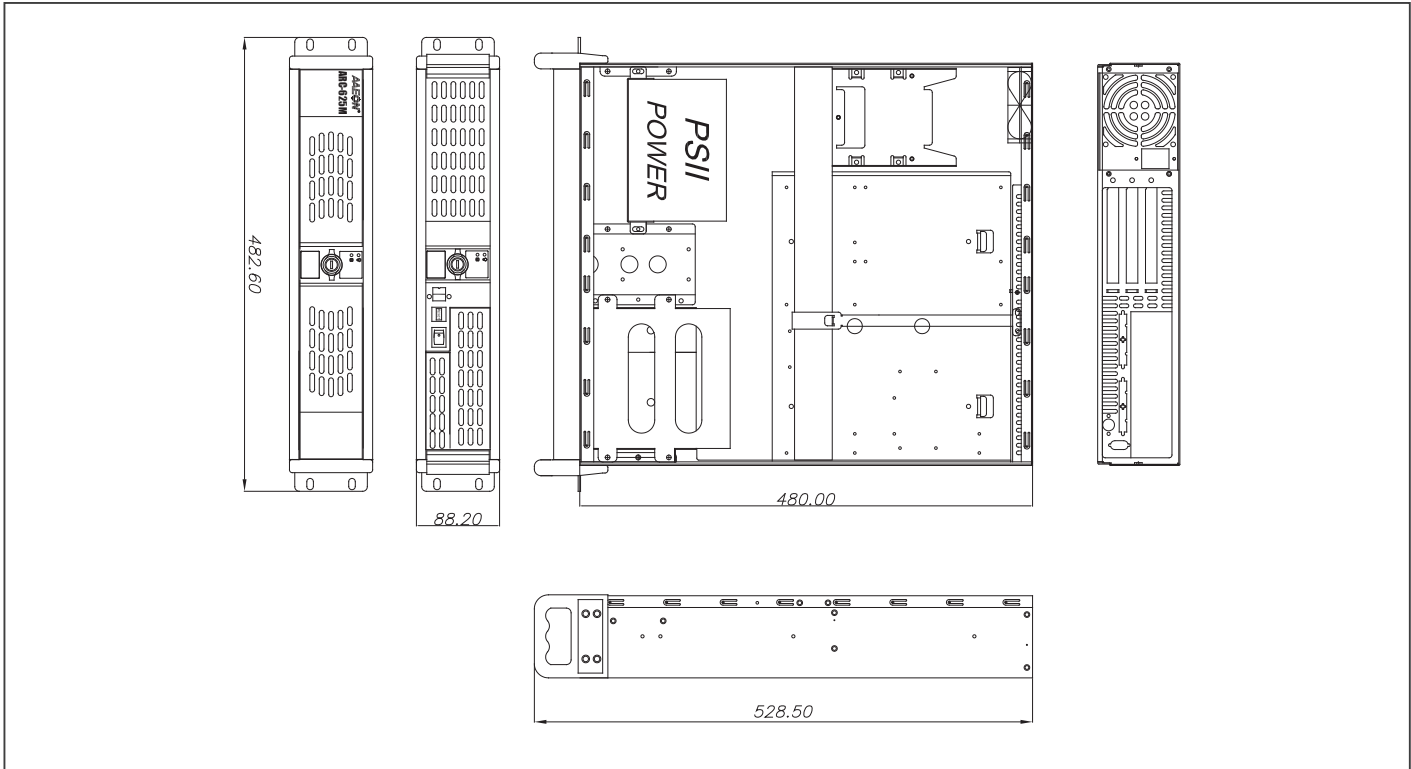 AAEON
ARC-625M
482.60
88.20
PSII
POWER
480.00
528.50